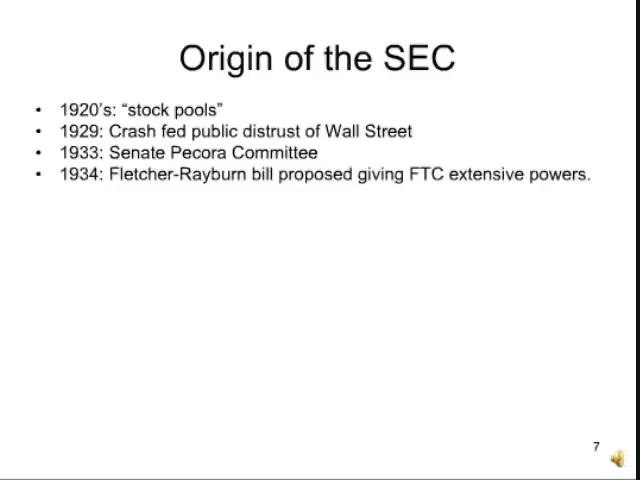 Origin of the SEC
• 1920’s: “stock pools”
• 1929: Crash fed public distrust of Wall Street
• 1933: Senate Pecora Committee
• 1934: Fletcher-Rayburn bill proposed giving FTC extensive powers.
7